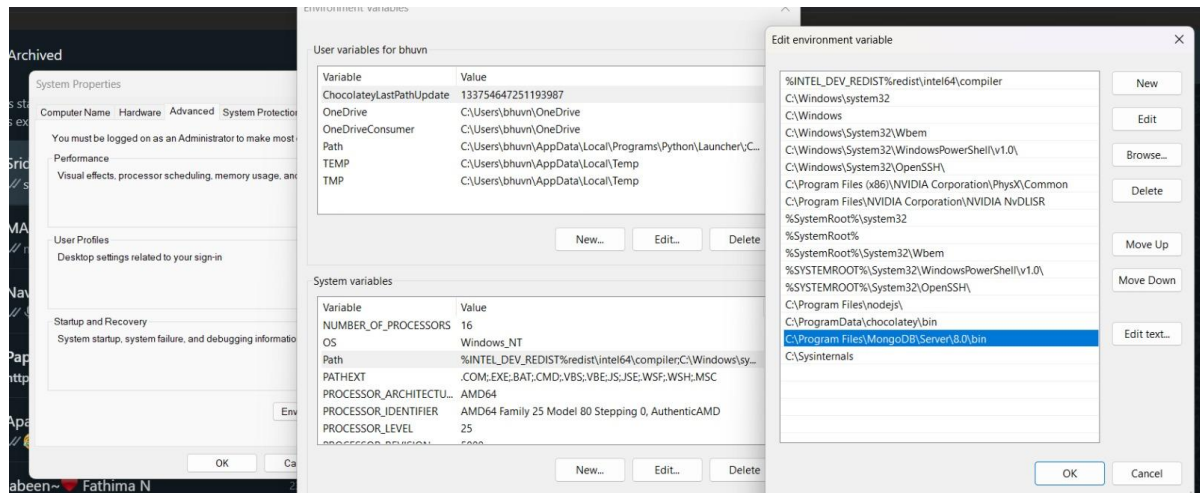 Archived
System Properties
Computer Name Hardware Advanced System Protection
You must be logged on as an Administrator to make most
Performance
Visual effects, processor scheduling, memory usage, and
User Profiles
Desktop settings related to your sign-in
Startup and Recovery
System startup, system failure, and debugging informatio
Env
OK Ca
abeen~❤️ Fathima N
Environment Variables
User variables for bhuvn
Variable Value
ChocolateyLastPathUpdate 133754647251193987
OneDrive C:\Users\bhuvn\OneDrive
OneDriveConsumer C:\Users\bhuvn\OneDrive
Path C:\Users\bhuvn\AppData\Local\Programs\Python\Launcher\;C...
TEMP C:\Users\bhuvn\AppData\Local\Temp
TMP C:\Users\bhuvn\AppData\Local\Temp
New... Edit... Delete
System variables
Variable Value
NUMBER_OF_PROCESSORS 16
OS Windows_NT
Path %INTEL_DEV_REDIST%redist\intel64\compiler;C:\Windows\sy...
PATHEXT .COM;.EXE;.BAT;.CMD;.VBS;.VBE;.JS;.JSE;.WSF;.WSH;.MSC
PROCESSOR_ARCHITECTU... AMD64
PROCESSOR_IDENTIFIER AMD64 Family 25 Model 80 Stepping 0, AuthenticAMD
PROCESSOR_LEVEL 25
PROCESSOR_REVISION 5000
New... Edit... Delete
Edit environment variable
%INTEL_DEV_REDIST%redist\intel64\compiler
C:\Windows\system32
C:\Windows
C:\Windows\System32\Wbem
C:\Windows\System32\WindowsPowerShell\v1.0\
C:\Windows\System32\OpenSSH\
C:\Program Files (x86)\NVIDIA Corporation\PhysX\Common
C:\Program Files\NVIDIA Corporation\NVIDIA NvDLISR
%SystemRoot%\system32
%SystemRoot%
%SystemRoot%\System32\Wbem
%SYSTEMROOT%\System32\WindowsPowerShell\v1.0\
%SYSTEMROOT%\System32\OpenSSH\
C:\Program Files\nodejs\
C:\ProgramData\chocolatey\bin
C:\Program Files\MongoDB\Server\8.0\bin
C:\Sysinternals
New
Edit
Browse...
Delete
Move Up
Move Down
Edit text...
OK Cancel